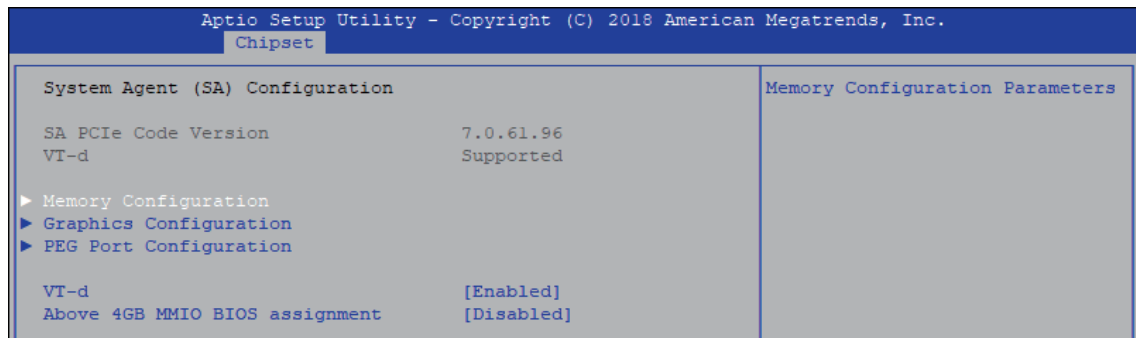 Aptio Setup Utility - Copyright (C) 2018 American Megatrends, Inc.
Chipset
System Agent (SA) Configuration
Memory Configuration Parameters
SA PCIe Code Version 7.0.61.96
VT-d Supported
► Memory Configuration
► Graphics Configuration
► PEG Port Configuration
VT-d [Enabled]
Above 4GB MMIO BIOS assignment [Disabled]